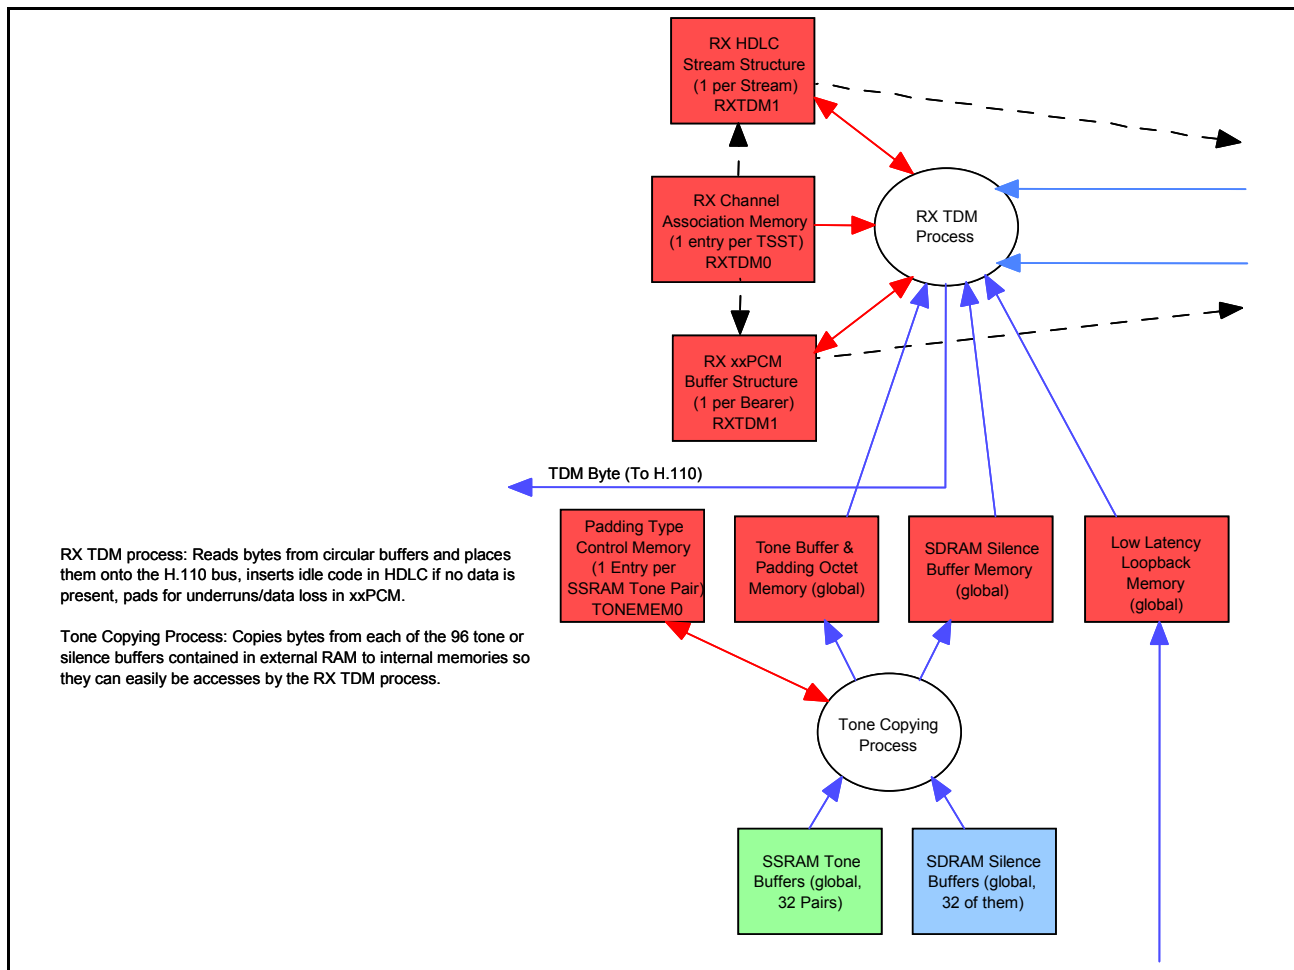 RX HDLC
Stream Structure
(1 per Stream)
RXTDM1
RX Channel
Association Memory
(1 entry per TSST)
RXTDM0
RX TDM
Process
RX xxPCM
Buffer Structure
(1 per Bearer)
RXTDM1
TDM Byte (To H.110)
Padding Type
Control Memory
(1 Entry per
SSRAM Tone Pair)
TONEMEM0
Tone Buffer &
Padding Octet
Memory (global)
SDRAM Silence
Buffer Memory
(global)
Low Latency
Loopback
Memory
(global)
RX TDM process: Reads bytes from circular buffers and places
them onto the H.110 bus, inserts idle code in HDLC if no data is
present, pads for underruns/data loss in xxPCM.
Tone Copying Process: Copies bytes from each of the 96 tone or
silence buffers contained in external RAM to internal memories so
they can easily be accesses by the RX TDM process.
Tone Copying
Process
SSRAM Tone
Buffers (global,
32 Pairs)
SDRAM Silence
Buffers (global,
32 of them)